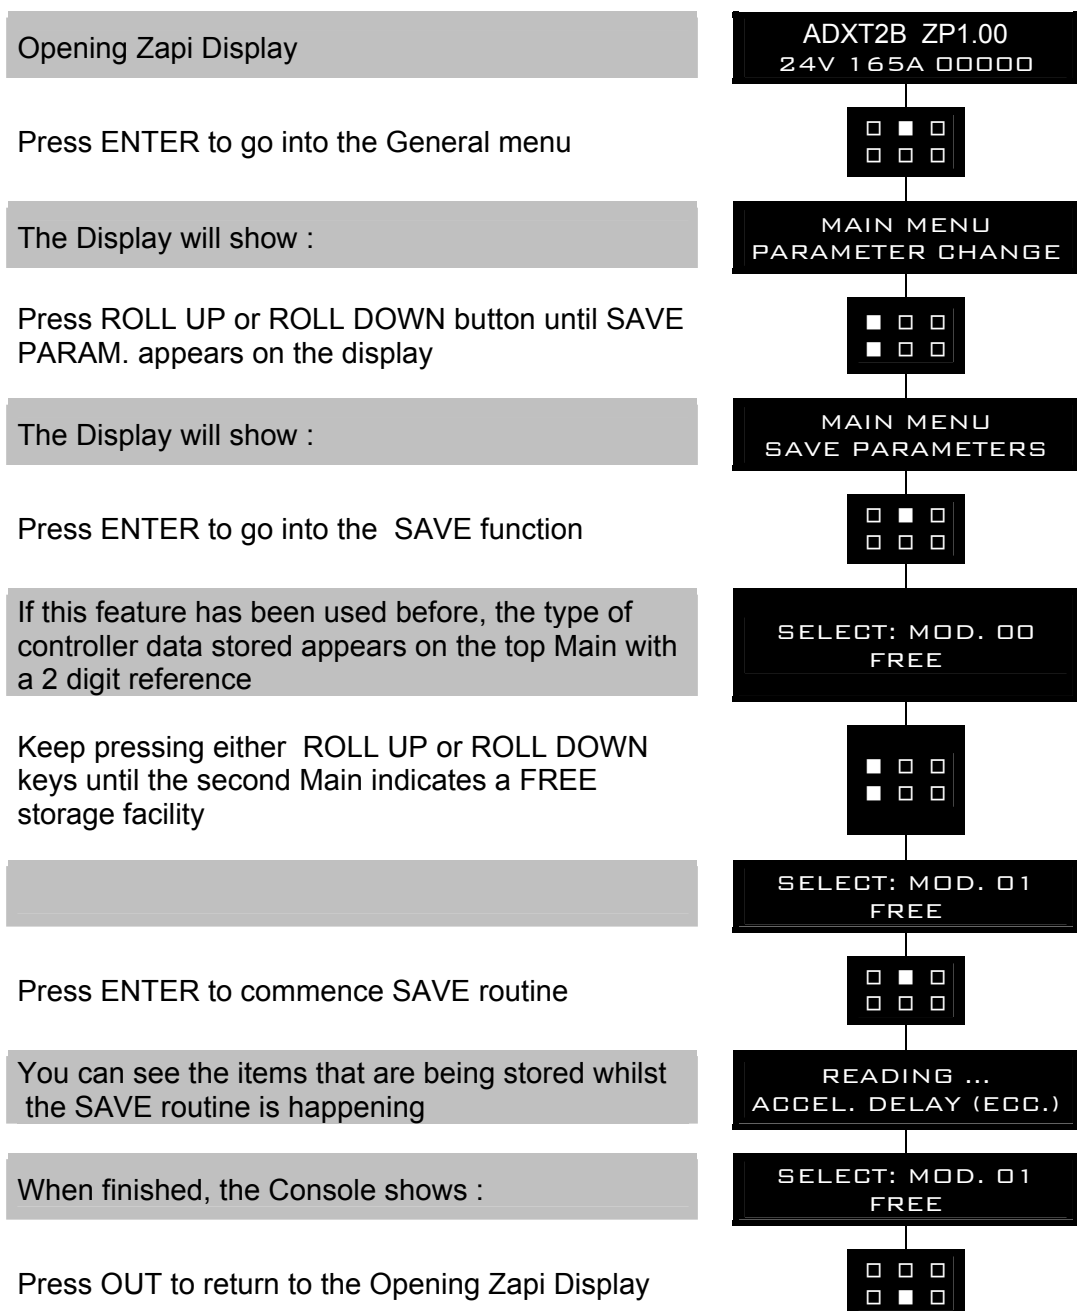 Opening Zapi Display
ADXT2B ZP1.00
24V 165A 00000
Press ENTER to go into the General menu
The Display will show :
MAIN MENU
PARAMETER CHANGE
Press ROLL UP or ROLL DOWN button until SAVE
PARAM. appears on the display
The Display will show :
MAIN MENU
SAVE PARAMETERS
Press ENTER to go into the SAVE function
If this feature has been used before, the type of
controller data stored appears on the top Main with
a 2 digit reference
SELECT: MOD. 00
FREE
Keep pressing either ROLL UP or ROLL DOWN
keys until the second Main indicates a FREE
storage facility
SELECT: MOD. 01
FREE
Press ENTER to commence SAVE routine
You can see the items that are being stored whilst
the SAVE routine is happening
READING ...
ACCEL. DELAY (ECC.)
When finished, the Console shows :
SELECT: MOD. 01
FREE
Press OUT to return to the Opening Zapi Display